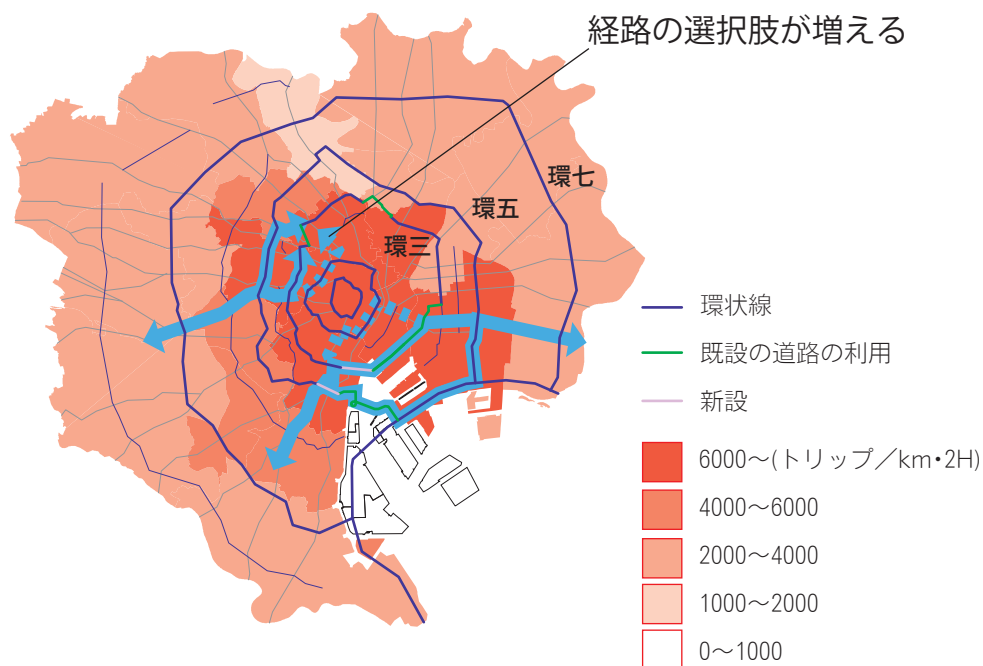 経路の選択肢が増える
環七
環五
環三
環状線
既設の道路の利用
新設
6000〜(トリップ／km・2H)
4000〜6000
2000〜4000
1000〜2000
0〜1000